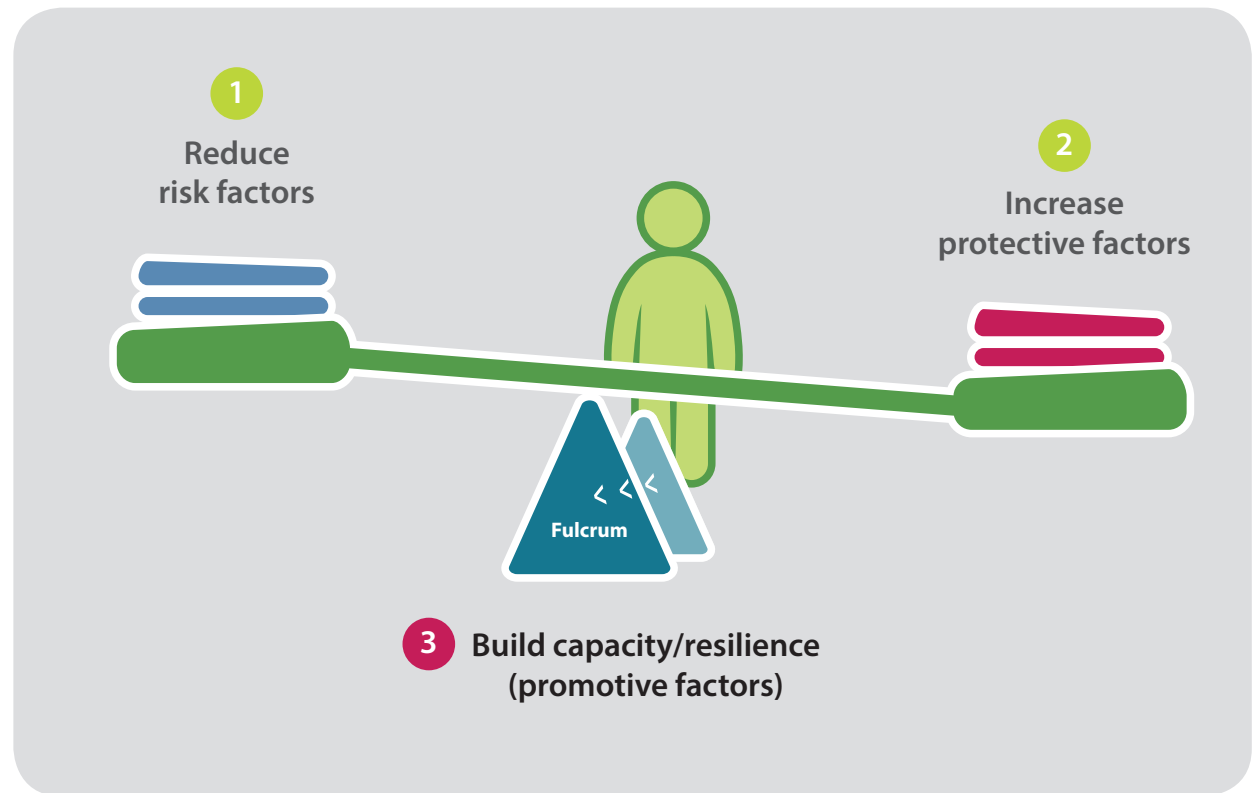 1
Reduce
risk factors
2
Increase
protective factors
Fulcrum
3 Build capacity/resilience
(promotive factors)